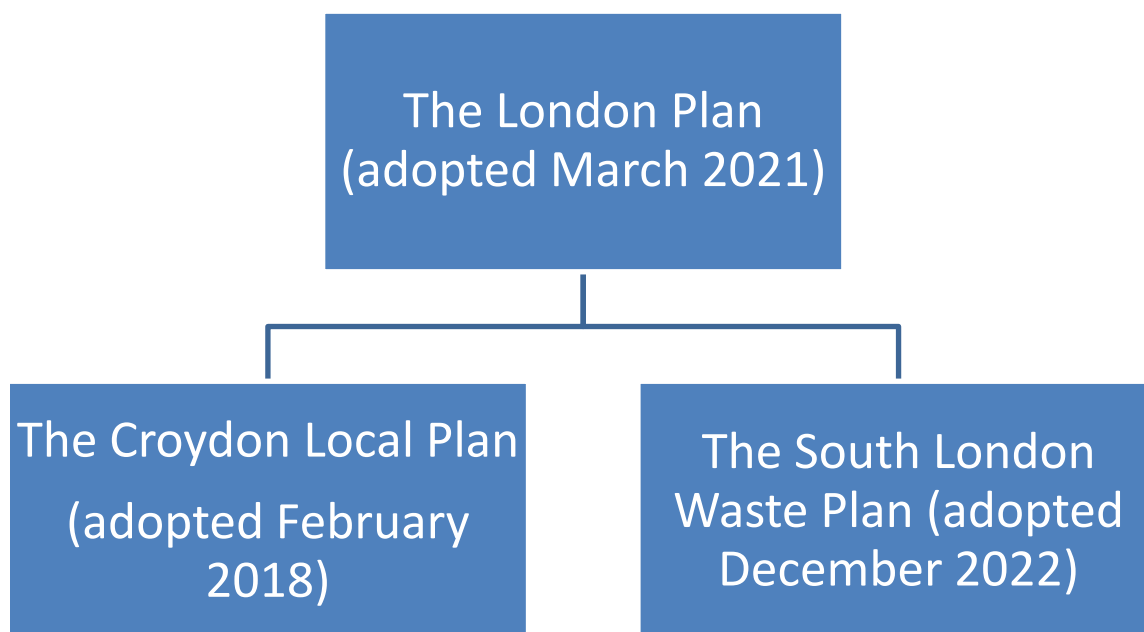 The London Plan
(adopted March 2021)
The Croydon Local Plan
(adopted February
2018)
The South London
Waste Plan (adopted
December 2022)